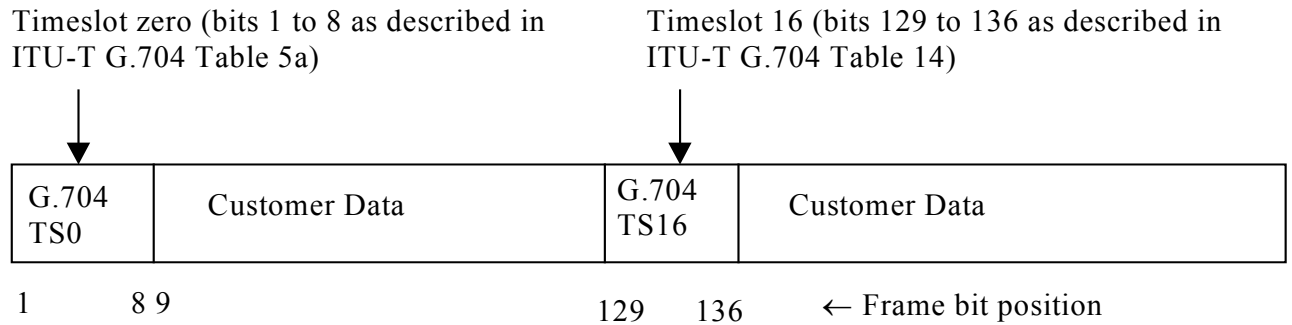 Timeslot zero (bits 1 to 8 as described in
ITU-T G.704 Table 5a)
Timeslot 16 (bits 129 to 136 as described in
ITU-T G.704 Table 14)
G.704
TS0
Customer Data
G.704
TS16
Customer Data
1 8 9 129 136 ← Frame bit position